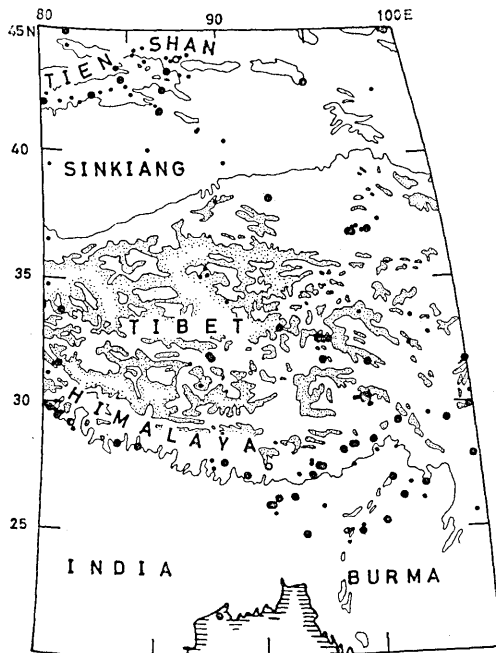 80 90 100E
45N
TIEN SHAN
40
SINKIANG
35
TIBET
30
HIMALAYA
25
INDIA BURMA